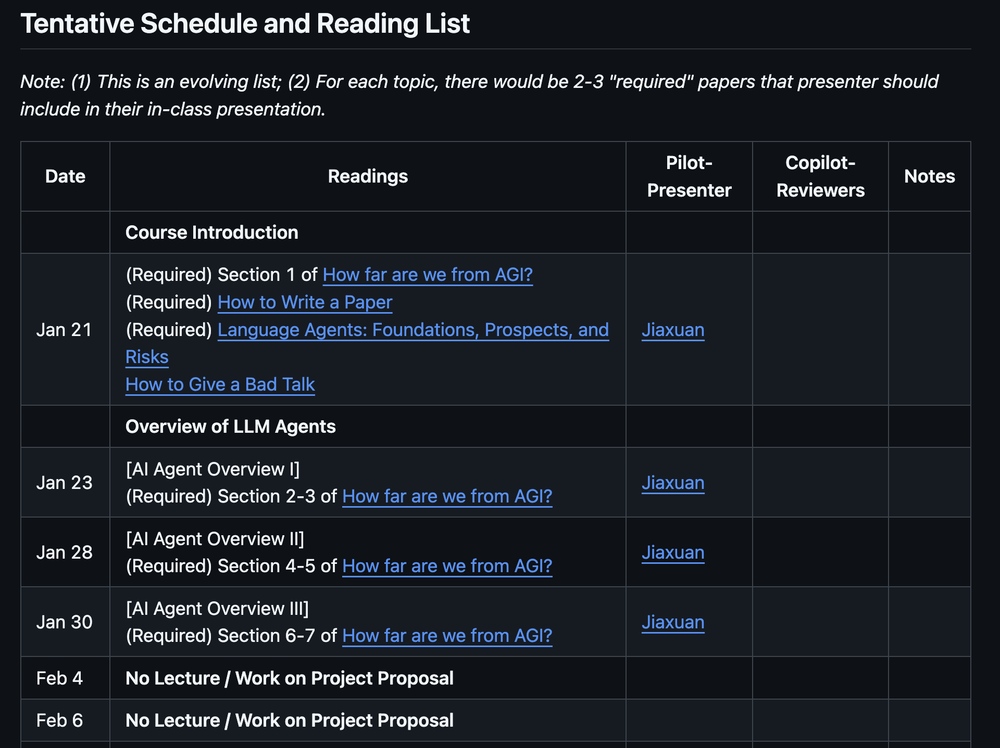 Tentative Schedule and Reading List
Note: (1) This is an evolving list; (2) For each topic, there would be 2-3 "required" papers that presenter should
include in their in-class presentation.
Date
Readings
Pilot-
Presenter
Copilot-
Reviewers
Notes
Course Introduction
Jan 21
(Required) Section 1 of How far are we from AGI?
(Required) How to Write a Paper
(Required) Language Agents: Foundations, Prospects, and
Risks
How to Give a Bad Talk
Jiaxuan
Overview of LLM Agents
Jan 23
[AI Agent Overview I]
(Required) Section 2-3 of How far are we from AGI?
Jiaxuan
Jan 28
[AI Agent Overview II]
(Required) Section 4-5 of How far are we from AGI?
Jiaxuan
Jan 30
[AI Agent Overview III]
(Required) Section 6-7 of How far are we from AGI?
Jiaxuan
Feb 4
No Lecture / Work on Project Proposal
Feb 6
No Lecture / Work on Project Proposal